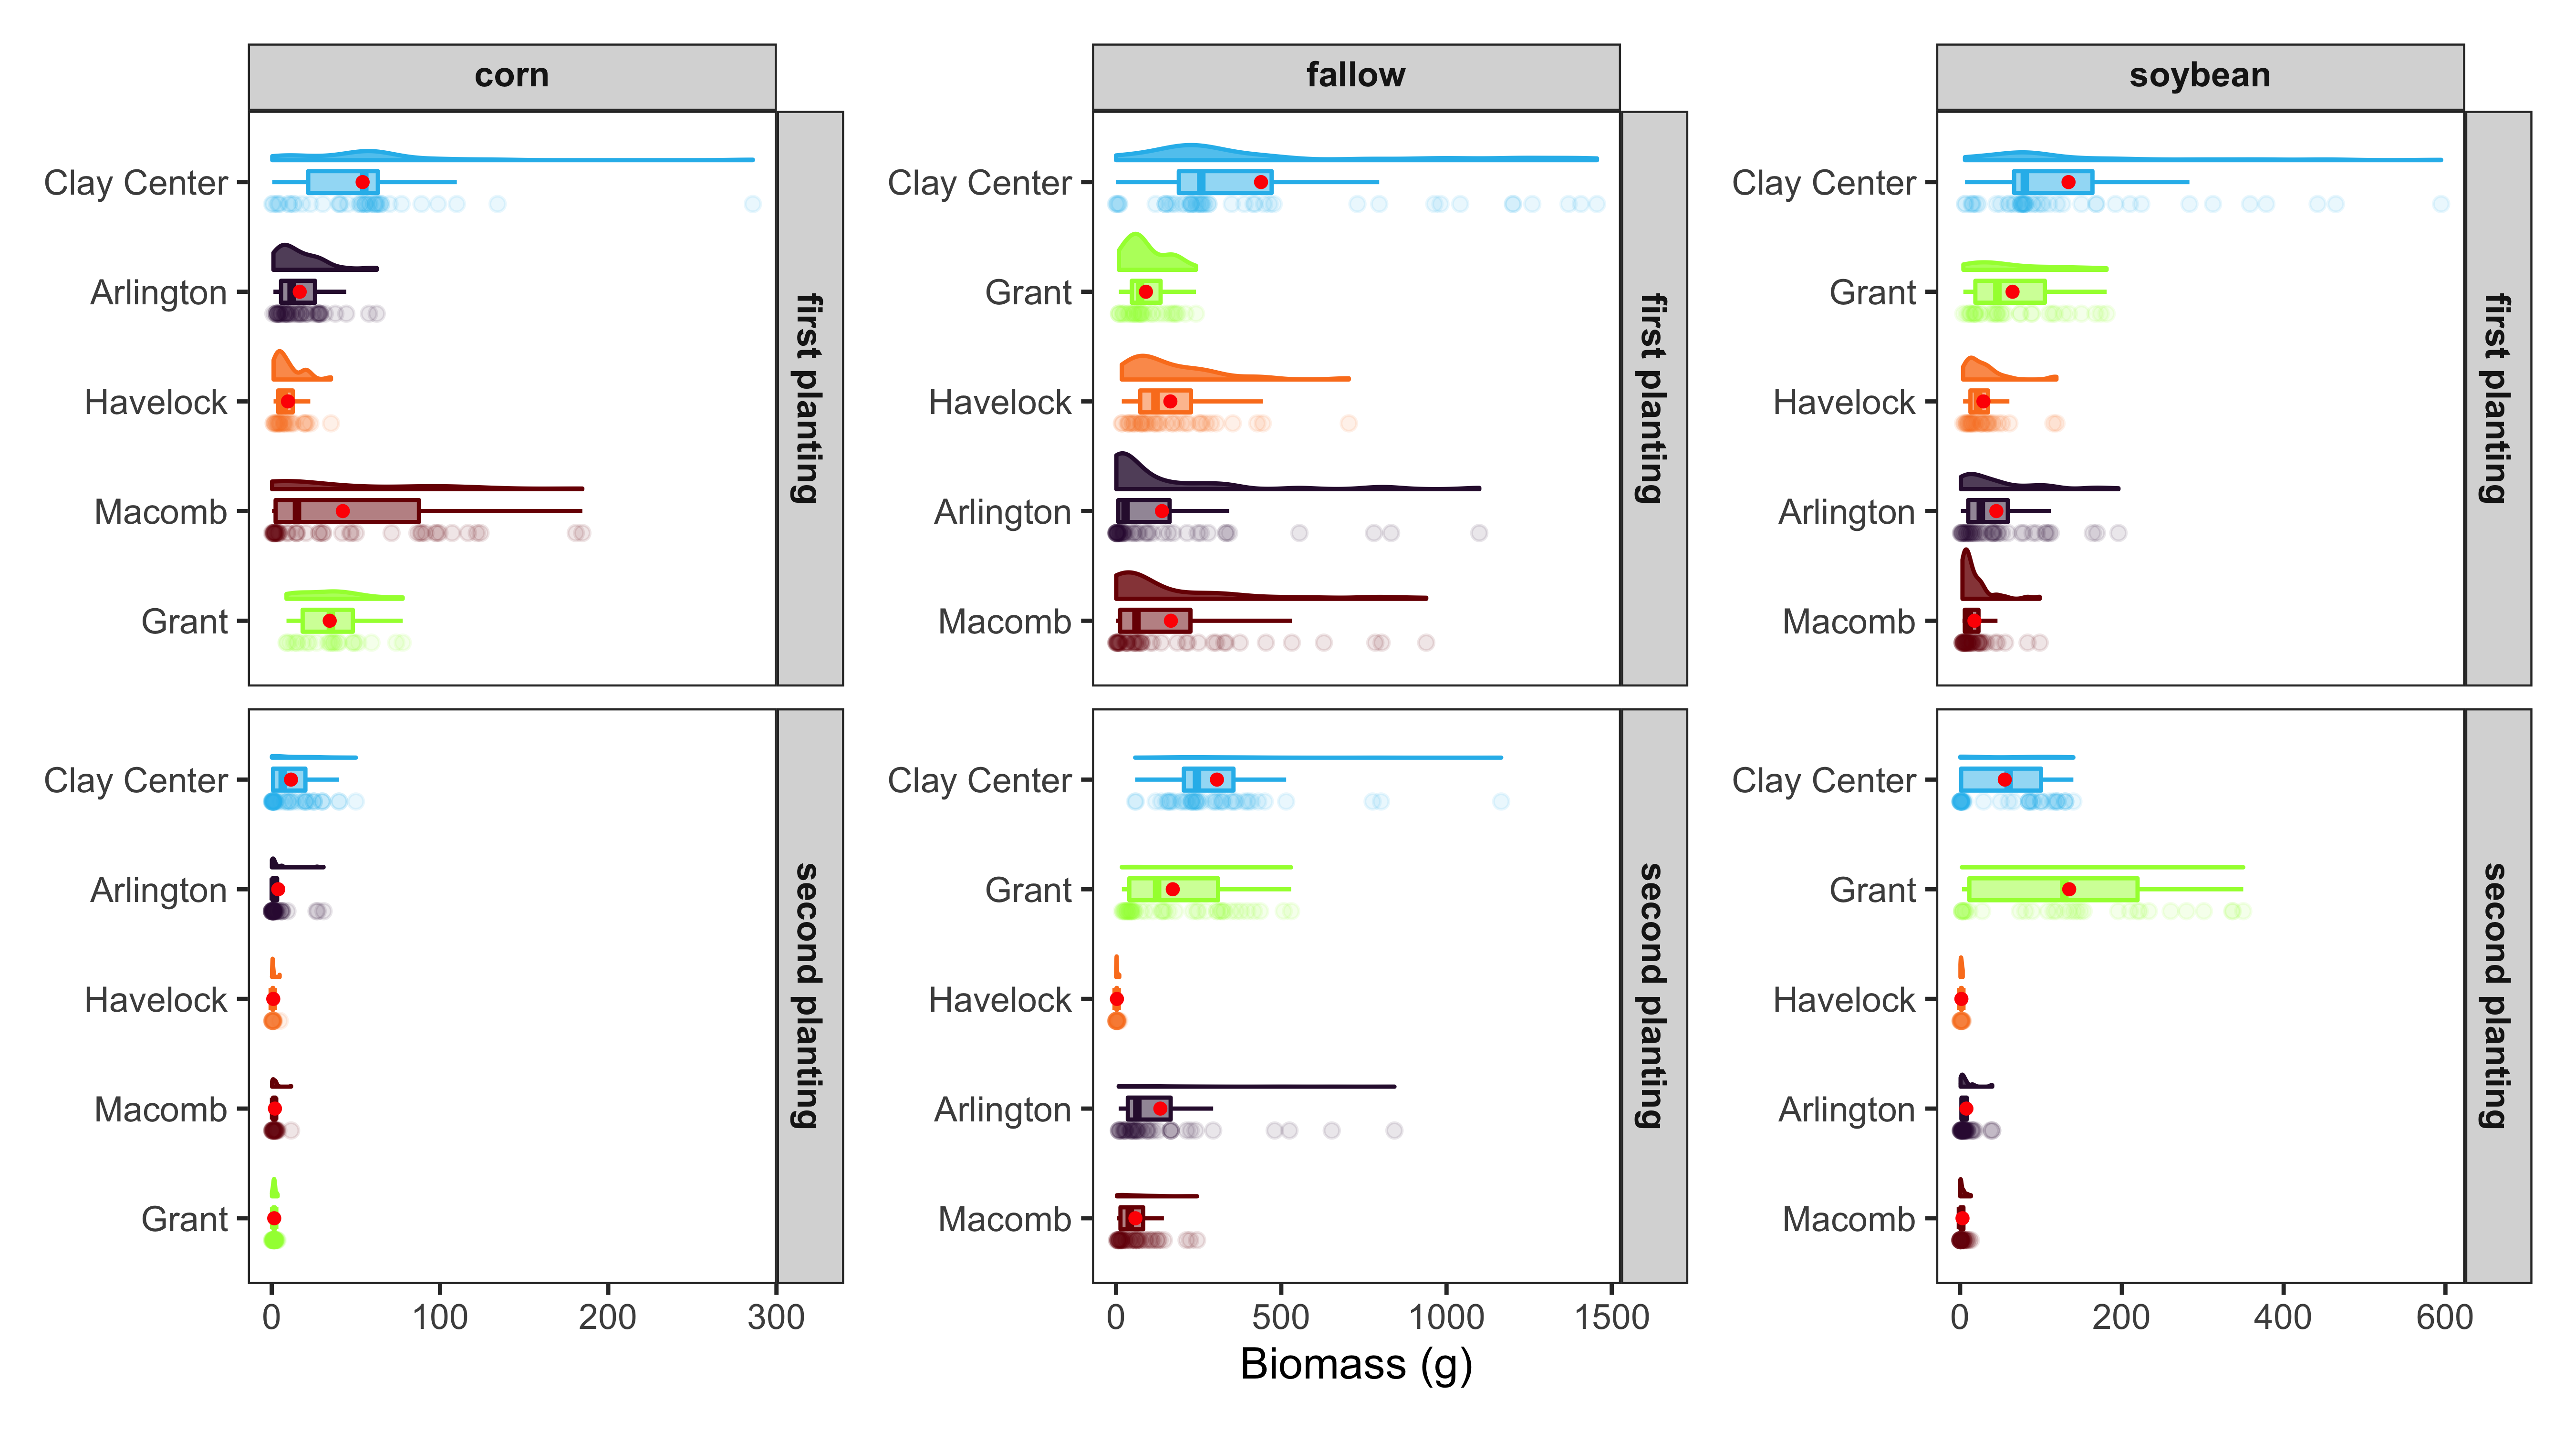 corn
fallow
soybean
Clay Center
Arlington
Havelock
Macomb
Grant
first planting
Clay Center
Grant
Havelock
Arlington
Macomb
first planting
Clay Center
Grant
Havelock
Arlington
Macomb
first planting
Clay Center
Arlington
Havelock
Macomb
Grant
second planting
Clay Center
Grant
Havelock
Arlington
Macomb
second planting
Clay Center
Grant
Havelock
Arlington
Macomb
second planting
0 100 200 300
0 500 1000 1500
0 200 400 600
Biomass (g)